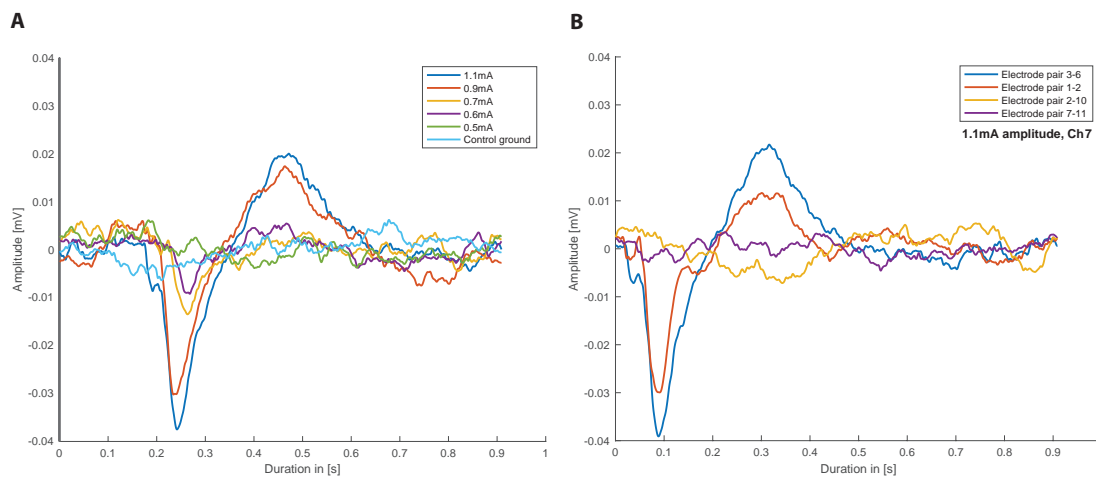 A
0.04
0.03
0.02
0.01
0
-0.01
-0.02
-0.03
-0.04
Amplitude [mV]
0 0.1 0.2 0.3 0.4 0.5 0.6 0.7 0.8 0.9 1
Duration in [s]
1.1mA
0.9mA
0.7mA
0.6mA
0.5mA
Control ground
B
0.04
0.03
0.02
0.01
0
-0.01
-0.02
-0.03
-0.04
Amplitude [mV]
0 0.1 0.2 0.3 0.4 0.5 0.6 0.7 0.8 0.9
Duration in [s]
Electrode pair 3-6
Electrode pair 1-2
Electrode pair 2-10
Electrode pair 7-11
1.1mA amplitude, Ch7